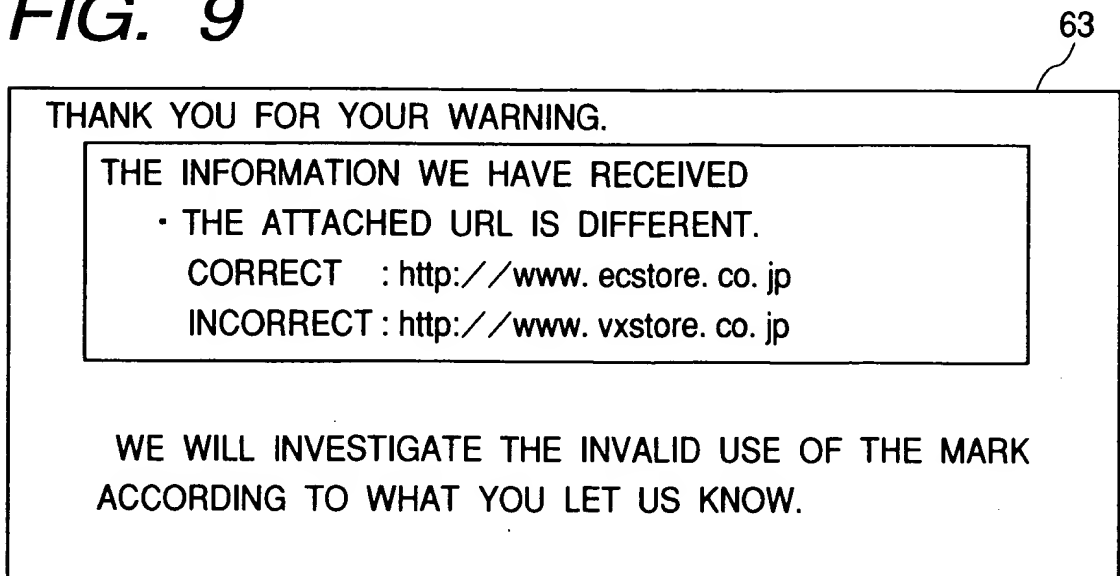 FIG. 9
63
THANK YOU FOR YOUR WARNING.
THE INFORMATION WE HAVE RECEIVED
· THE ATTACHED URL IS DIFFERENT.
CORRECT : http://www. ecstore. co. jp
INCORRECT : http://www. vxstore. co. jp
WE WILL INVESTIGATE THE INVALID USE OF THE MARK
ACCORDING TO WHAT YOU LET US KNOW.